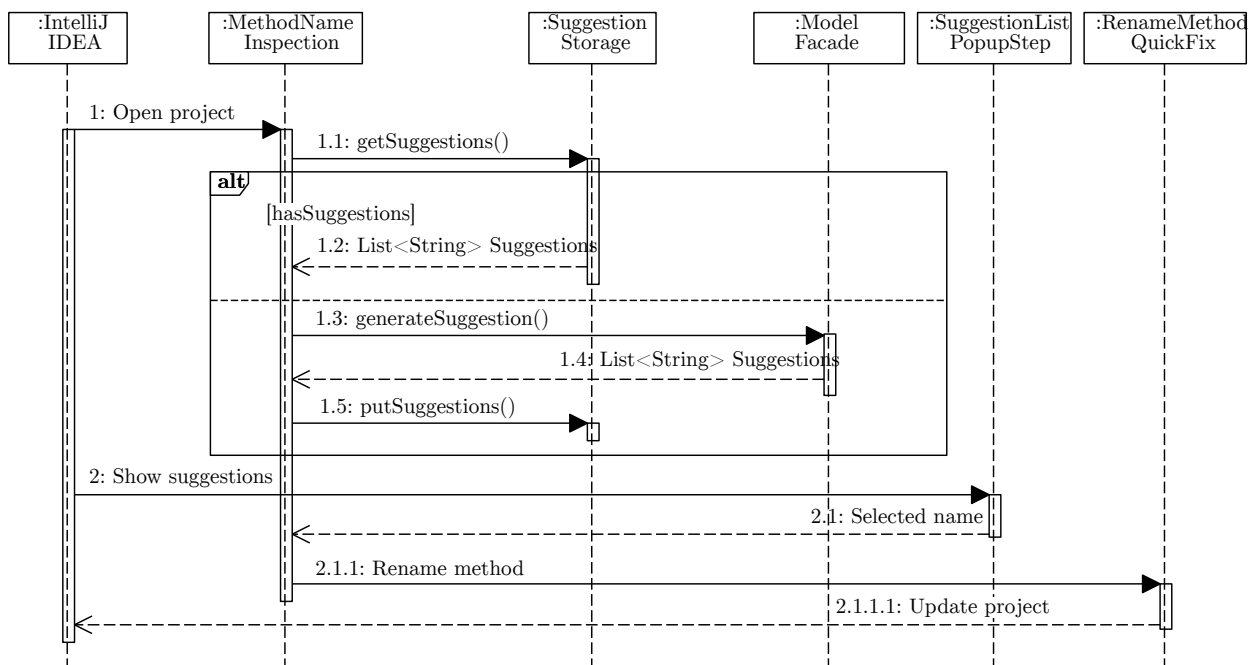 :IntelliJ
IDEA
:MethodName
Inspection
:Suggestion
Storage
:Model
Facade
:SuggestionList
PopupStep
:RenameMethod
QuickFix
1: Open project
1.1: getSuggestions()
alt
[hasSuggestions]
1.2: List<String> Suggestions
1.3: generateSuggestion()
1.4: List<String> Suggestions
1.5: putSuggestions()
2: Show suggestions
2.1: Selected name
2.1.1: Rename method
2.1.1.1: Update project